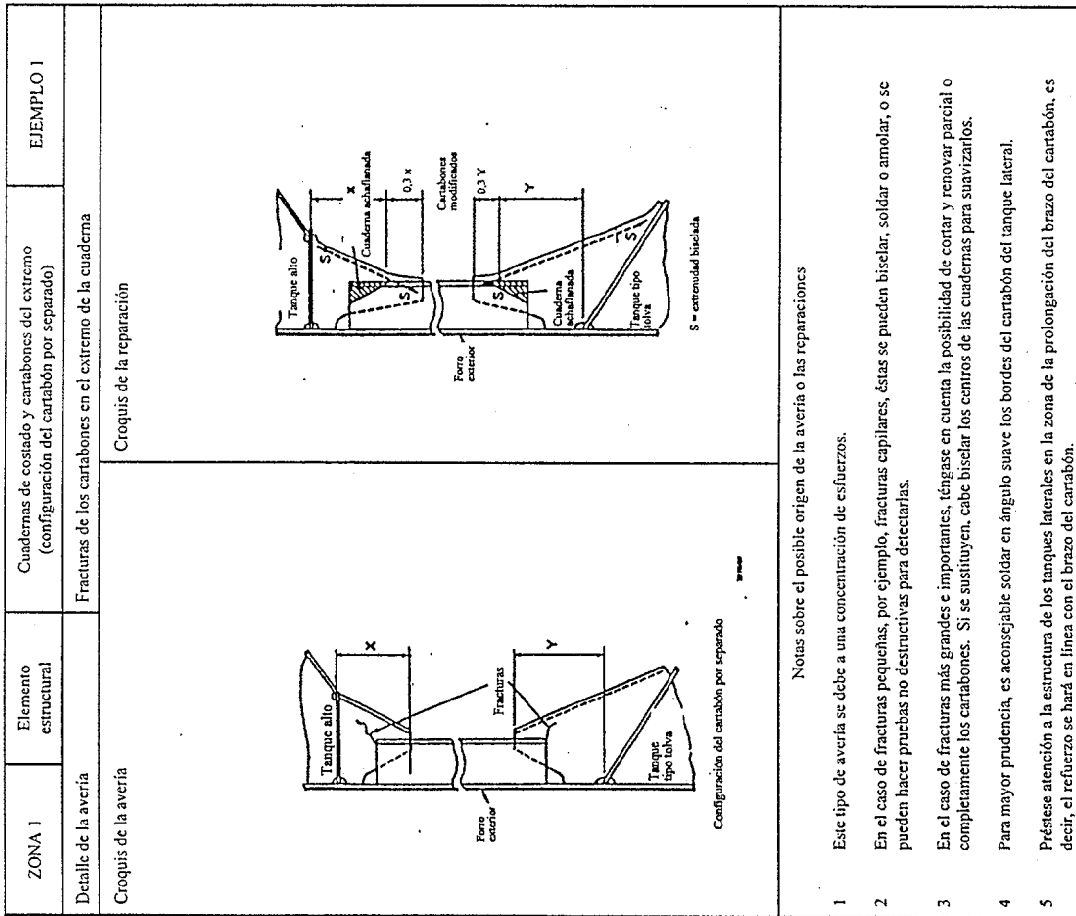 ZONA 1
Elemento
estructural
Cuadernas de costado y cartabones del extremo
(configuración del cartabón por separado)
EJEMPLO 1
Detalle de la avería
Fracturas de los cartabones en el extremo de la cuaderna
Croquis de la avería
Tanque alto
X
Fracturas
Y
Forro
exterior
Tanque
tipo tolva
Configuración del cartabón por separado
Croquis de la reparación
Tanque alto
S
X
Cuaderna achaflanada
0,3 x
S
Cartabones
modificados
0,3 Y
S
Y
Cuaderna
achaflanada
S
Forro
exterior
Tanque tipo
tolva
S = extremidad biselada
Notas sobre el posible origen de la avería o las reparaciones
1 Este tipo de avería se debe a una concentración de esfuerzos.
2 En el caso de fracturas pequeñas, por ejemplo, fracturas capilares, éstas se pueden biselar, soldar o amolar, o se
pueden hacer pruebas no destructivas para detectarlas.
3 En el caso de fracturas más grandes e importantes, téngase en cuenta la posibilidad de cortar y renovar parcial o
completamente los cartabones. Si se sustituyen, cabe biselar los centros de las cuadernas para suavizarlos.
4 Para mayor prudencia, es aconsejable soldar en ángulo suave los bordes del cartabón del tanque lateral.
5 Préstese atención a la estructura de los tanques laterales en la zona de la prolongación del brazo del cartabón, es
decir, el refuerzo se hará en línea con el brazo del cartabón.